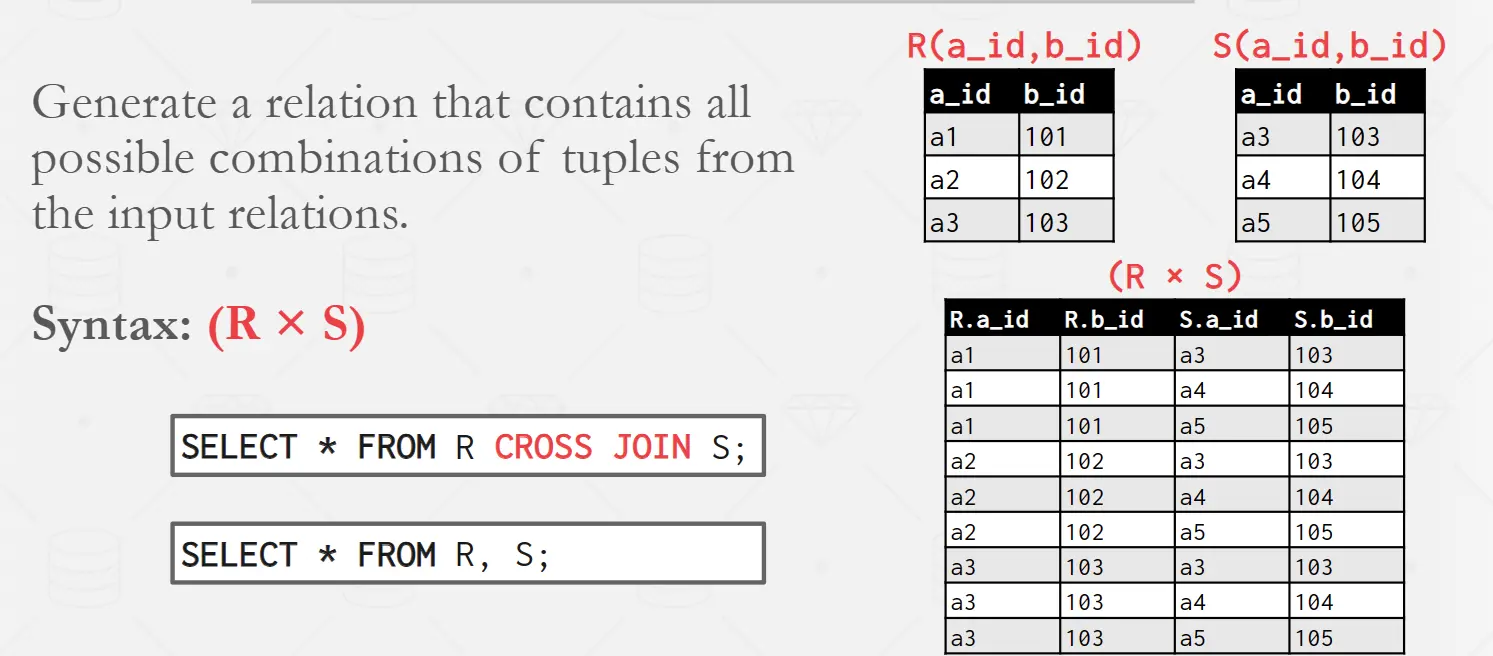 Generate a relation that contains all
possible combinations of tuples from
the input relations.
Syntax: (R × S)
SELECT * FROM R CROSS JOIN S;
SELECT * FROM R, S;
R(a_id,b_id)
a_id b_id
a1 101
a2 102
a3 103
S(a_id,b_id)
a_id b_id
a3 103
a4 104
a5 105
(R × S)
R.a_id R.b_id S.a_id S.b_id
a1 101 a3 103
a1 101 a4 104
a1 101 a5 105
a2 102 a3 103
a2 102 a4 104
a2 102 a5 105
a3 103 a3 103
a3 103 a4 104
a3 103 a5 105